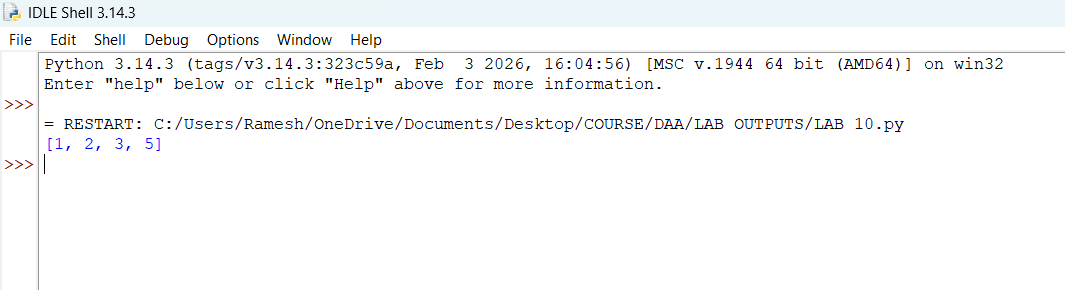 IDLE Shell 3.14.3
File Edit Shell Debug Options Window Help
Python 3.14.3 (tags/v3.14.3:323c59a, Feb  3 2026, 16:04:56) [MSC v.1944 64 bit (AMD64)] on win32
Enter "help" below or click "Help" above for more information.
>>>
= RESTART: C:/Users/Ramesh/OneDrive/Documents/Desktop/COURSE/DAA/LAB OUTPUTS/LAB 10.py
[1, 2, 3, 5]
>>>